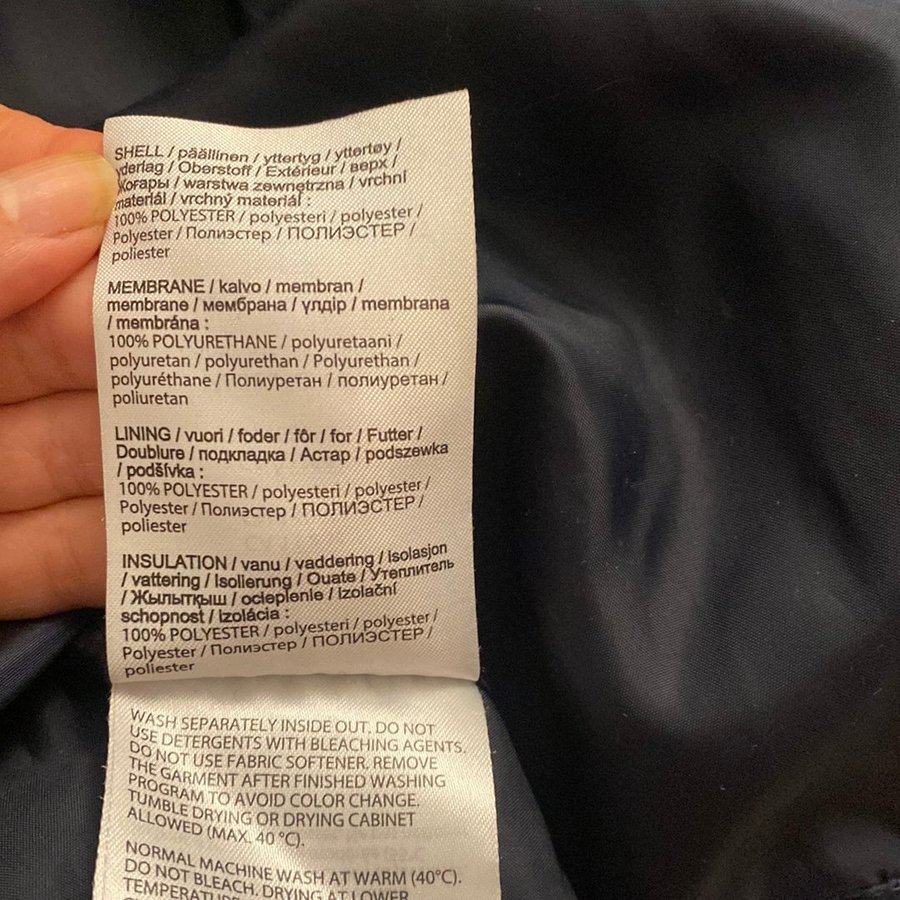 SHELL / päällinen / yttertyg / yttertøy /
yderlag / Oberstoff / Extérieur / верх /
Жоғары / warstwa zewnętrzna / vrchní
materiál / vrchný materiál :
100% POLYESTER / polyesteri / polyester /
Polyester / Полиэстер / ПОЛИЭСТЕР /
poliester
MEMBRANE / kalvo / membran /
membrane / мембрана / үлдір / membrana
/ membrána :
100% POLYURETHANE / polyuretaani /
polyuretan / polyurethan / Polyurethan /
polyuréthane / Полиуретан / полиуретан /
poliuretan
LINING / vuori / foder / fôr / for / Futter /
Doublure / подкладка / Астар / podszewka
/ podšívka :
100% POLYESTER / polyesteri / polyester /
Polyester / Полиэстер / ПОЛИЭСТЕР /
poliester
INSULATION / vanu / vaddering / Isolasjon
/ vattering / Isolierung / Ouate / Утеплитель
/ Жылытқыш / ocieplenie / Izolační
schopnost / Izolácia :
100% POLYESTER / polyesteri / polyester /
Polyester / Полиэстер / ПОЛИЭСТЕР /
poliester
WASH SEPARATELY INSIDE OUT. DO NOT
USE DETERGENTS WITH BLEACHING AGENTS.
DO NOT USE FABRIC SOFTENER. REMOVE
THE GARMENT AFTER FINISHED WASHING
PROGRAM TO AVOID COLOR CHANGE.
TUMBLE DRYING OR DRYING CABINET
ALLOWED (MAX. 40 °C).
NORMAL MACHINE WASH AT WARM (40°C).
DO NOT BLEACH. DRYING AT LOWER
TEMPERATURE